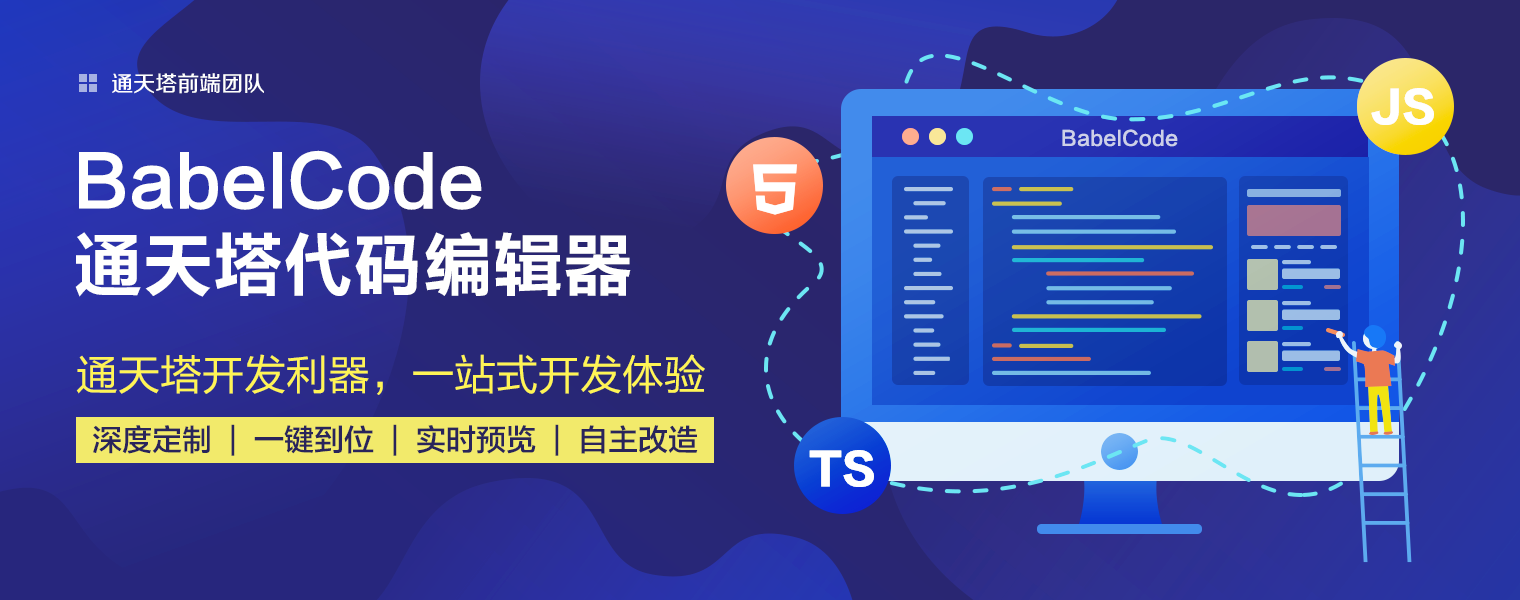 通天塔前端团队
BabelCode
通天塔代码编辑器
通天塔开发利器，一站式开发体验
深度定制 | 一键到位 | 实时预览 | 自主改造
BabelCode
JS
5
TS